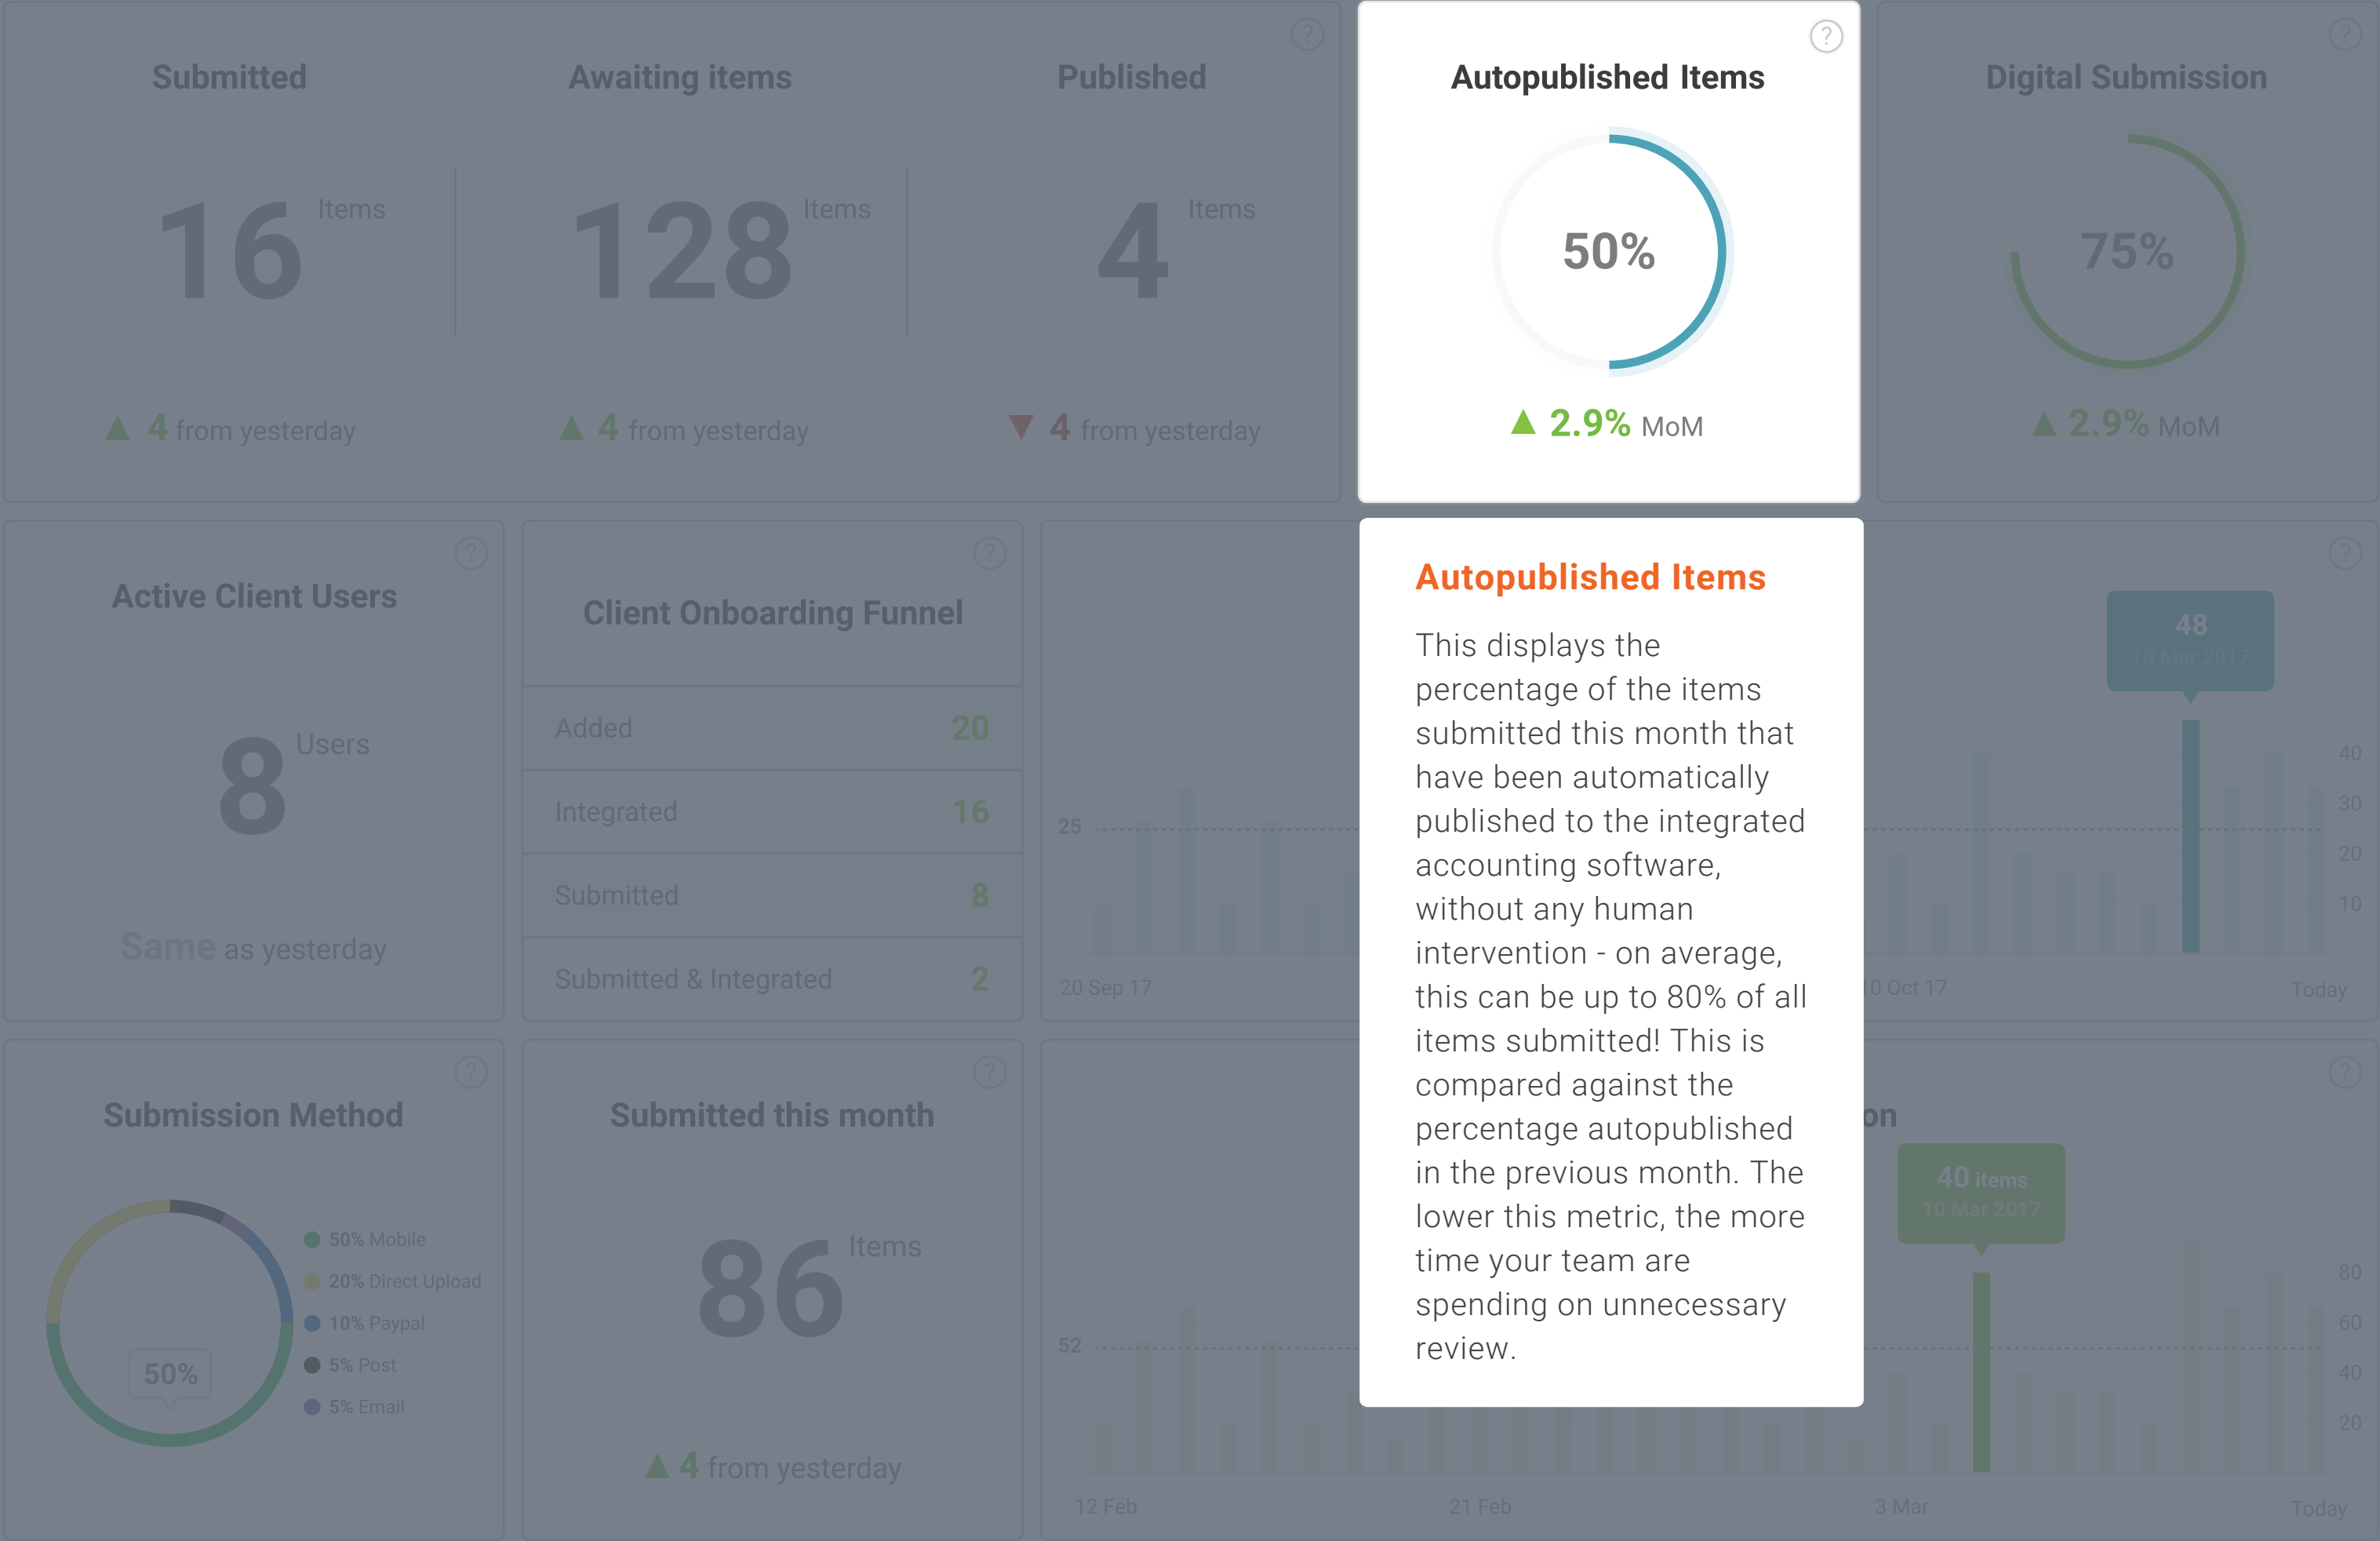 Submitted
Awaiting items
Published
?
16 Items
128 Items
4 Items
▲ 4 from yesterday
▲ 4 from yesterday
▼ 4 from yesterday
Autopublished Items
?
50%
▲ 2.9% MoM
Digital Submission
?
75%
▲ 2.9% MoM
Active Client Users
?
8 Users
Same as yesterday
Client Onboarding Funnel
?
Added 20
Integrated 16
Submitted 8
Submitted & Integrated 2
?
48
10 Mar 2017
25
40
30
20
10
20 Sep 17
0 Oct 17
Today
Autopublished Items
This displays the
percentage of the items
submitted this month that
have been automatically
published to the integrated
accounting software,
without any human
intervention - on average,
this can be up to 80% of all
items submitted! This is
compared against the
percentage autopublished
in the previous month. The
lower this metric, the more
time your team are
spending on unnecessary
review.
Submission Method
?
50%
50% Mobile
20% Direct Upload
10% Paypal
5% Post
5% Email
Submitted this month
?
86 Items
▲ 4 from yesterday
on
?
40 items
10 Mar 2017
52
80
60
40
20
12 Feb
21 Feb
3 Mar
Today